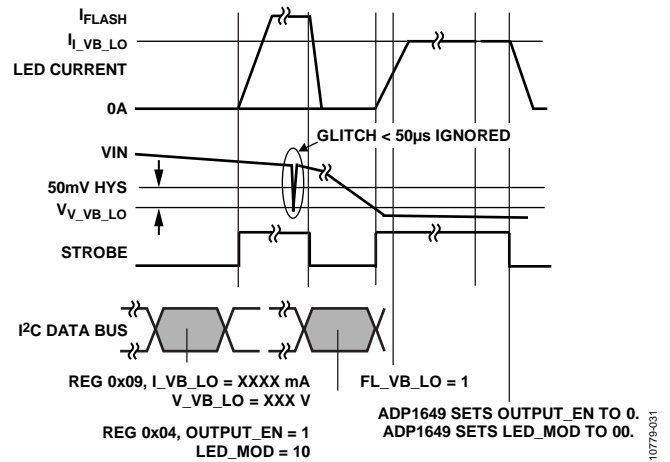 IFLASH
II_VB_LO
LED CURRENT
0A
GLITCH < 50µs IGNORED
VIN
50mV HYS
VV_VB_LO
STROBE
I2C DATA BUS
REG 0x09, I_VB_LO = XXXX mA
V_VB_LO = XXX V
FL_VB_LO = 1
REG 0x04, OUTPUT_EN = 1
LED_MOD = 10
ADP1649 SETS OUTPUT_EN TO 0.
ADP1649 SETS LED_MOD TO 00.
10779-031